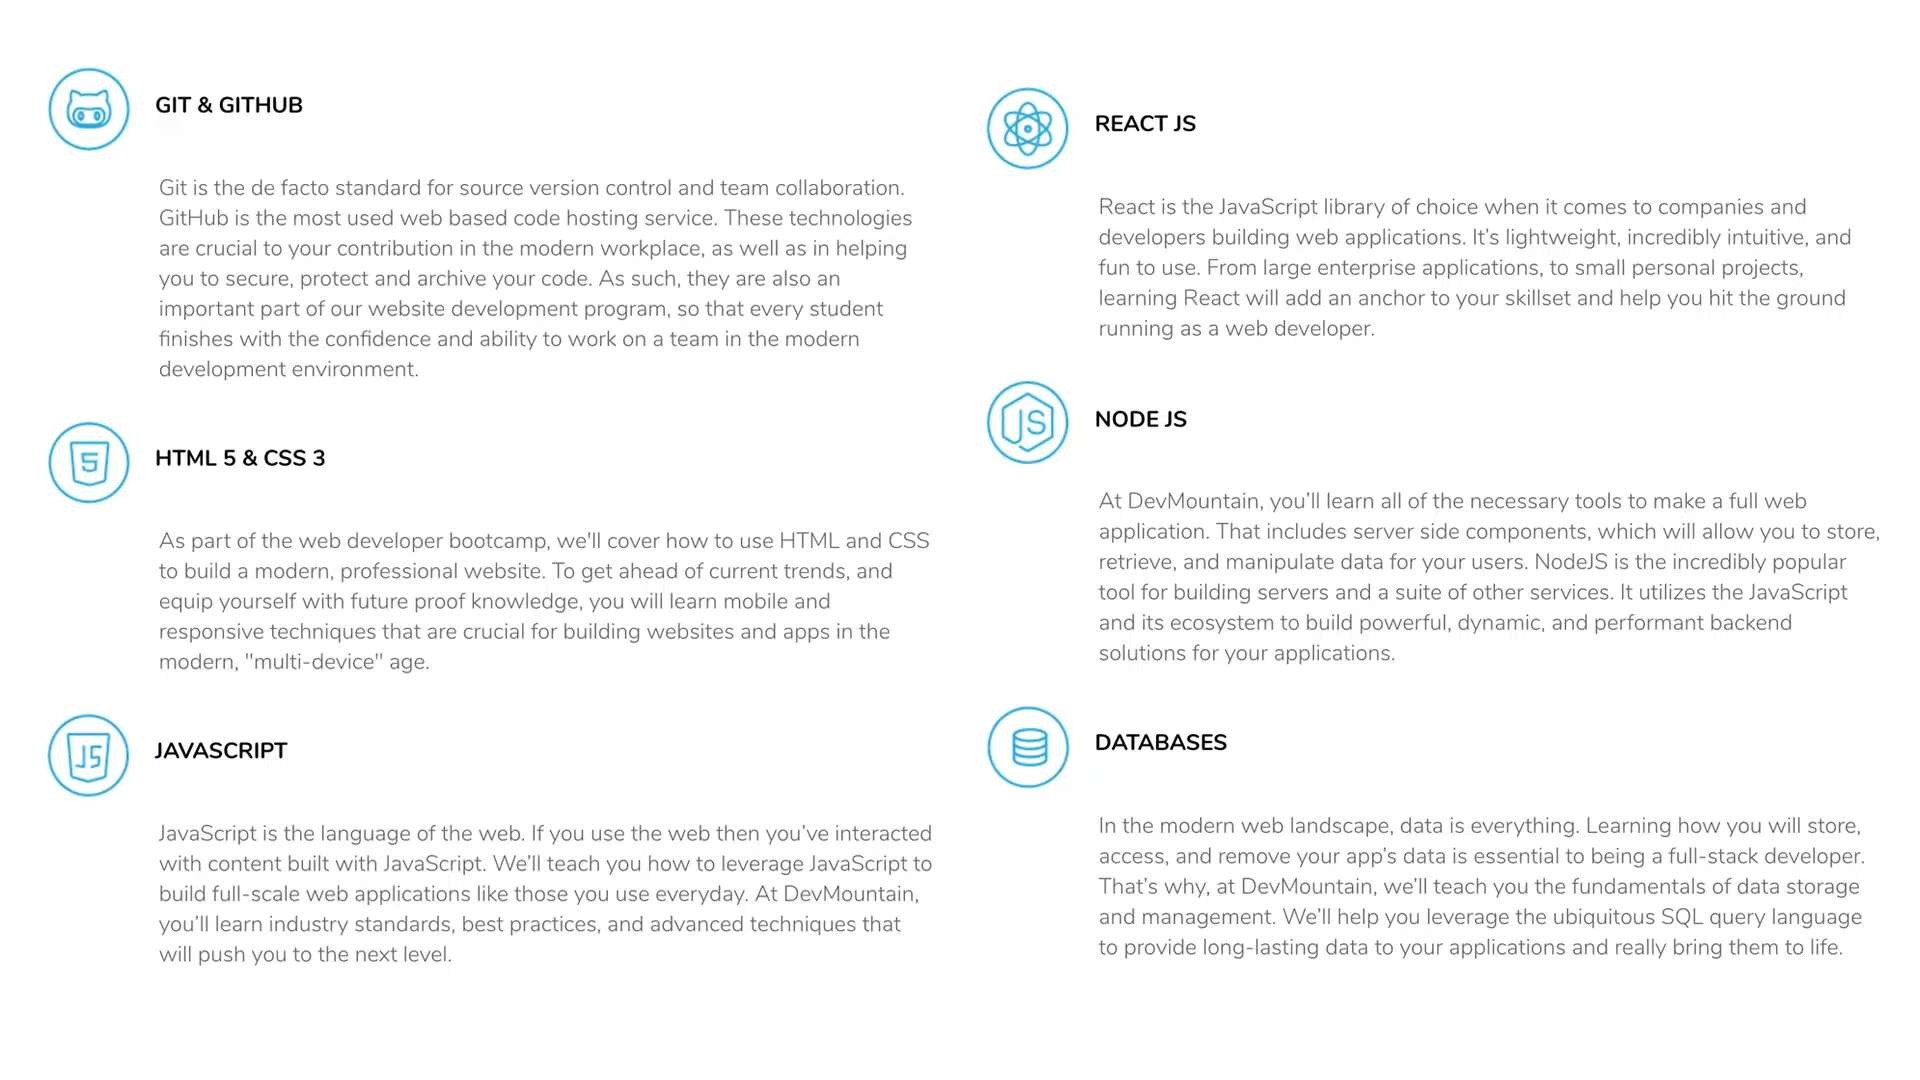 GIT & GITHUB
Git is the de facto standard for source version control and team collaboration.
GitHub is the most used web based code hosting service. These technologies
are crucial to your contribution in the modern workplace, as well as in helping
you to secure, protect and archive your code. As such, they are also an
important part of our website development program, so that every student
finishes with the confidence and ability to work on a team in the modern
development environment.
5
HTML 5 & CSS 3
As part of the web developer bootcamp, we'll cover how to use HTML and CSS
to build a modern, professional website. To get ahead of current trends, and
equip yourself with future proof knowledge, you will learn mobile and
responsive techniques that are crucial for building websites and apps in the
modern, "multi-device" age.
JS
JAVASCRIPT
JavaScript is the language of the web. If you use the web then you’ve interacted
with content built with JavaScript. We’ll teach you how to leverage JavaScript to
build full-scale web applications like those you use everyday. At DevMountain,
you’ll learn industry standards, best practices, and advanced techniques that
will push you to the next level.
REACT JS
React is the JavaScript library of choice when it comes to companies and
developers building web applications. It’s lightweight, incredibly intuitive, and
fun to use. From large enterprise applications, to small personal projects,
learning React will add an anchor to your skillset and help you hit the ground
running as a web developer.
JS
NODE JS
At DevMountain, you’ll learn all of the necessary tools to make a full web
application. That includes server side components, which will allow you to store,
retrieve, and manipulate data for your users. NodeJS is the incredibly popular
tool for building servers and a suite of other services. It utilizes the JavaScript
and its ecosystem to build powerful, dynamic, and performant backend
solutions for your applications.
DATABASES
In the modern web landscape, data is everything. Learning how you will store,
access, and remove your app’s data is essential to being a full-stack developer.
That’s why, at DevMountain, we’ll teach you the fundamentals of data storage
and management. We’ll help you leverage the ubiquitous SQL query language
to provide long-lasting data to your applications and really bring them to life.